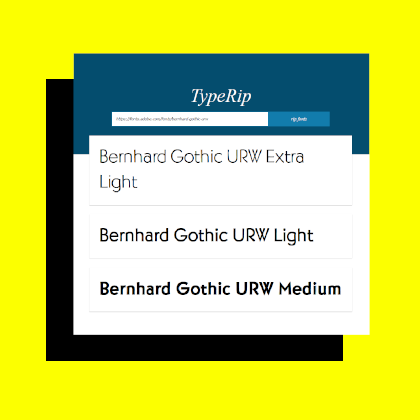 TypeRip
https://fonts.adobe.com/fonts/bernhard-gothic-urw
rip fonts
Bernhard Gothic URW Extra
Light
Bernhard Gothic URW Light
Bernhard Gothic URW Medium